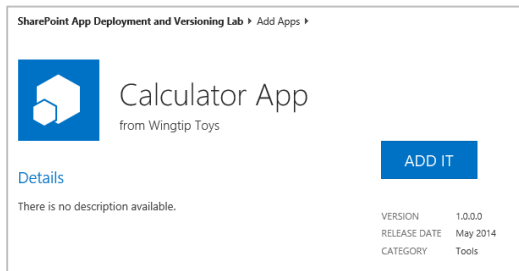 SharePoint App Deployment and Versioning Lab ▸ Add Apps ▸
Calculator App
from Wingtip Toys
ADD IT
Details
There is no description available.
VERSION 1.0.0.0
RELEASE DATE May 2014
CATEGORY Tools